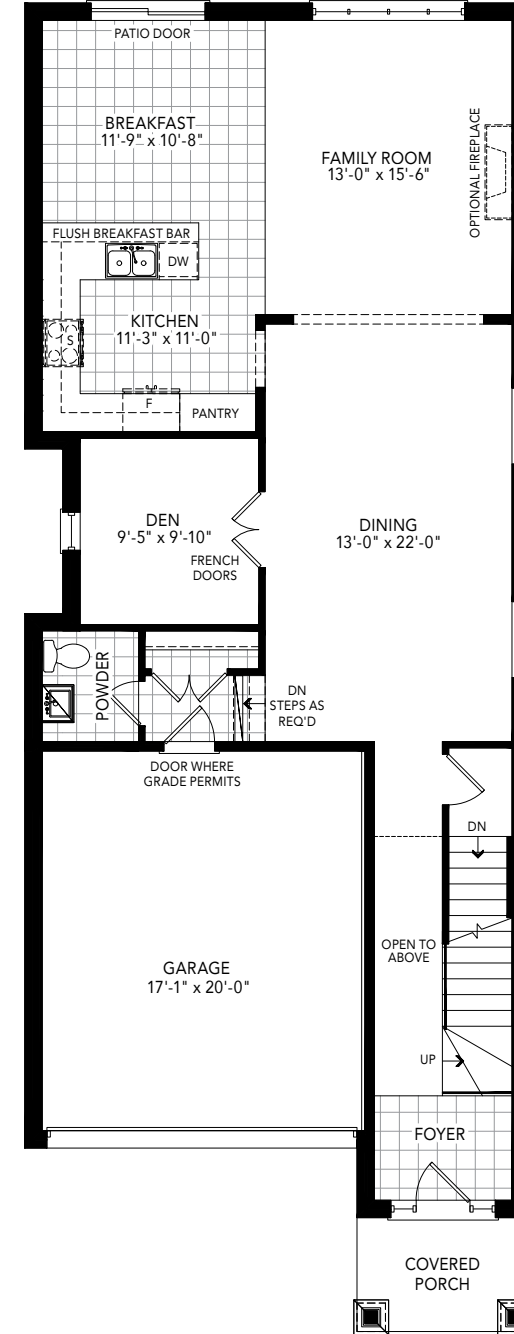 PATIO DOOR
BREAKFAST
11'-9" x 10'-8"
FAMILY ROOM
13'-0" x 15'-6"
OPTIONAL FIREPLACE
FLUSH BREAKFAST BAR
DW
KITCHEN
11'-3" x 11'-0"
S
F
PANTRY
DEN
9'-5" x 9'-10"
FRENCH
DOORS
DINING
13'-0" x 22'-0"
POWDER
DN
STEPS AS
REQ'D
DOOR WHERE
GRADE PERMITS
DN
OPEN TO
ABOVE
GARAGE
17'-1" x 20'-0"
UP
FOYER
COVERED
PORCH